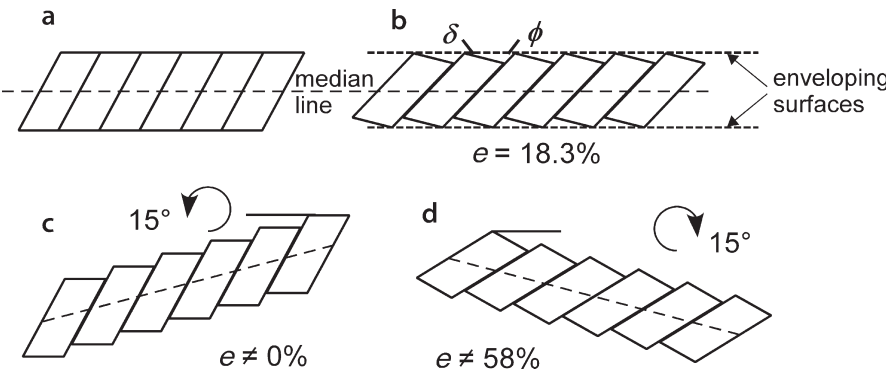 a
b
δ
ϕ
median
line
enveloping
surfaces
e = 18.3%
c
15°
e ≠ 0%
d
15°
e ≠ 58%